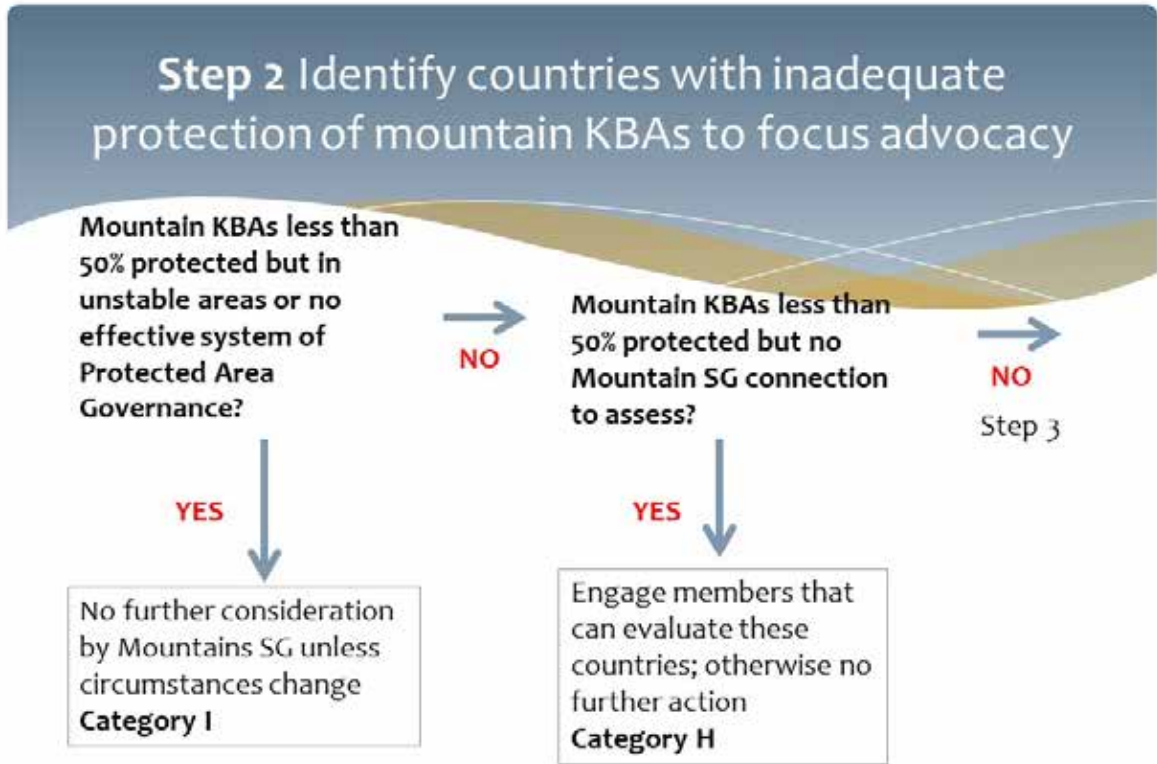 Step 2 Identify countries with inadequate
protection of mountain KBAs to focus advocacy
Mountain KBAs less than
50% protected but in
unstable areas or no
effective system of
Protected Area
Governance?
NO
YES
No further consideration
by Mountains SG unless
circumstances change
Category I
Mountain KBAs less than
50% protected but no
Mountain SG connection
to assess?
NO
Step 3
YES
Engage members that
can evaluate these
countries; otherwise no
further action
Category H